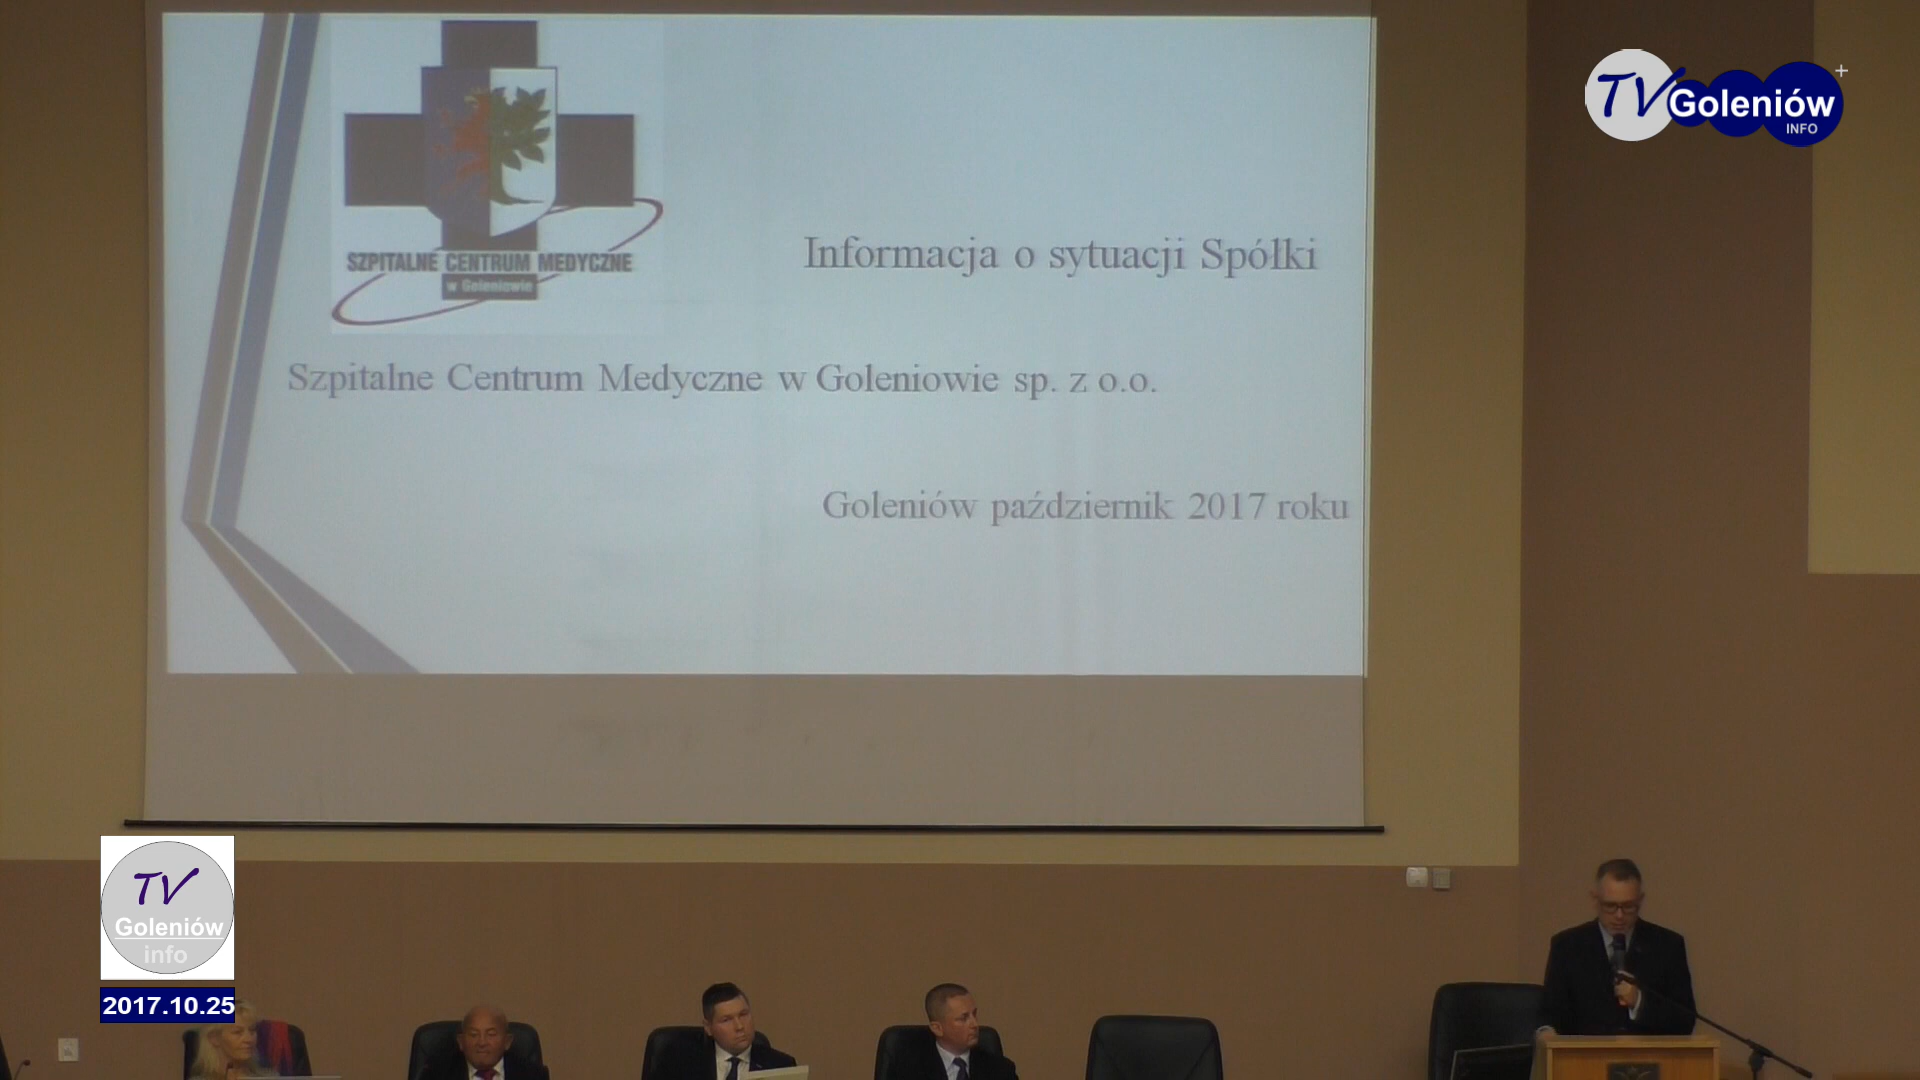 TV
Goleniów
INFO
SZPITALNE CENTRUM MEDYCZNE
w Goleniowie
Informacja o sytuacji Spółki
Szpitalne Centrum Medyczne w Goleniowie sp. z o.o.
Goleniów październik 2017 roku
TV
Goleniów
info
2017.10.25